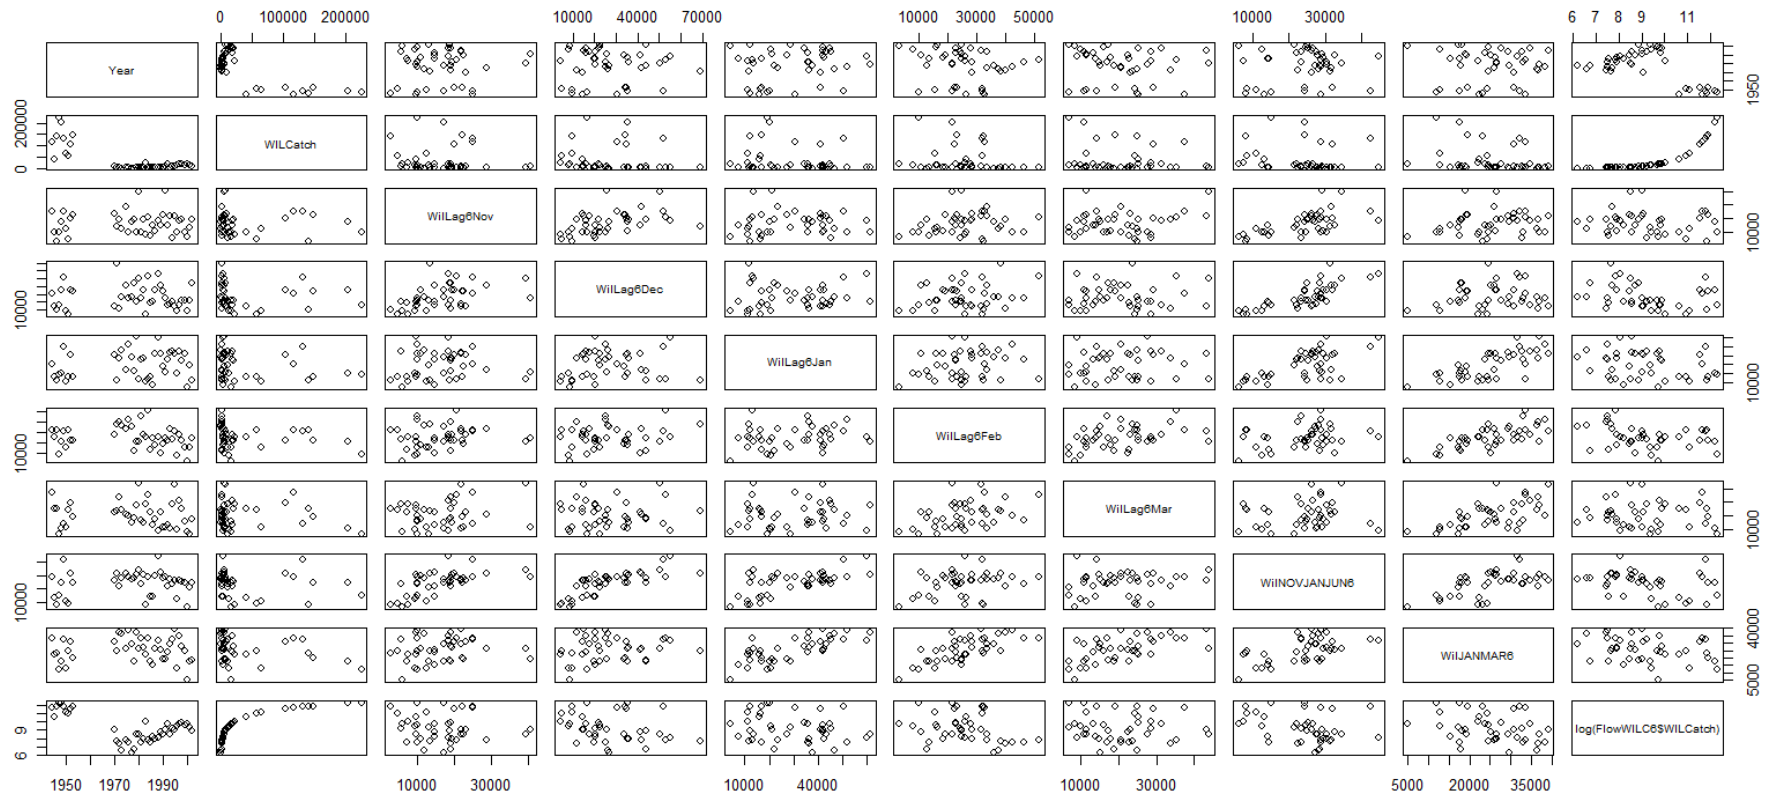 0 100000 200000 10000 40000 70000 10000 30000 50000 10000 30000 6 7 8 9 11
Year
1950
0 200000
WILCatch
WilLag6Nov
10000
10000
WilLag6Dec
WilLag6Jan
10000
10000
WilLag6Feb
WilLag6Mar
10000
10000
WilNOVJANJUN6
WilJANMAR6
5000 40000
6 9
log(FlowWILC6$WILCatch)
1950 1970 1990 10000 30000 10000 40000 10000 30000 5000 20000 35000